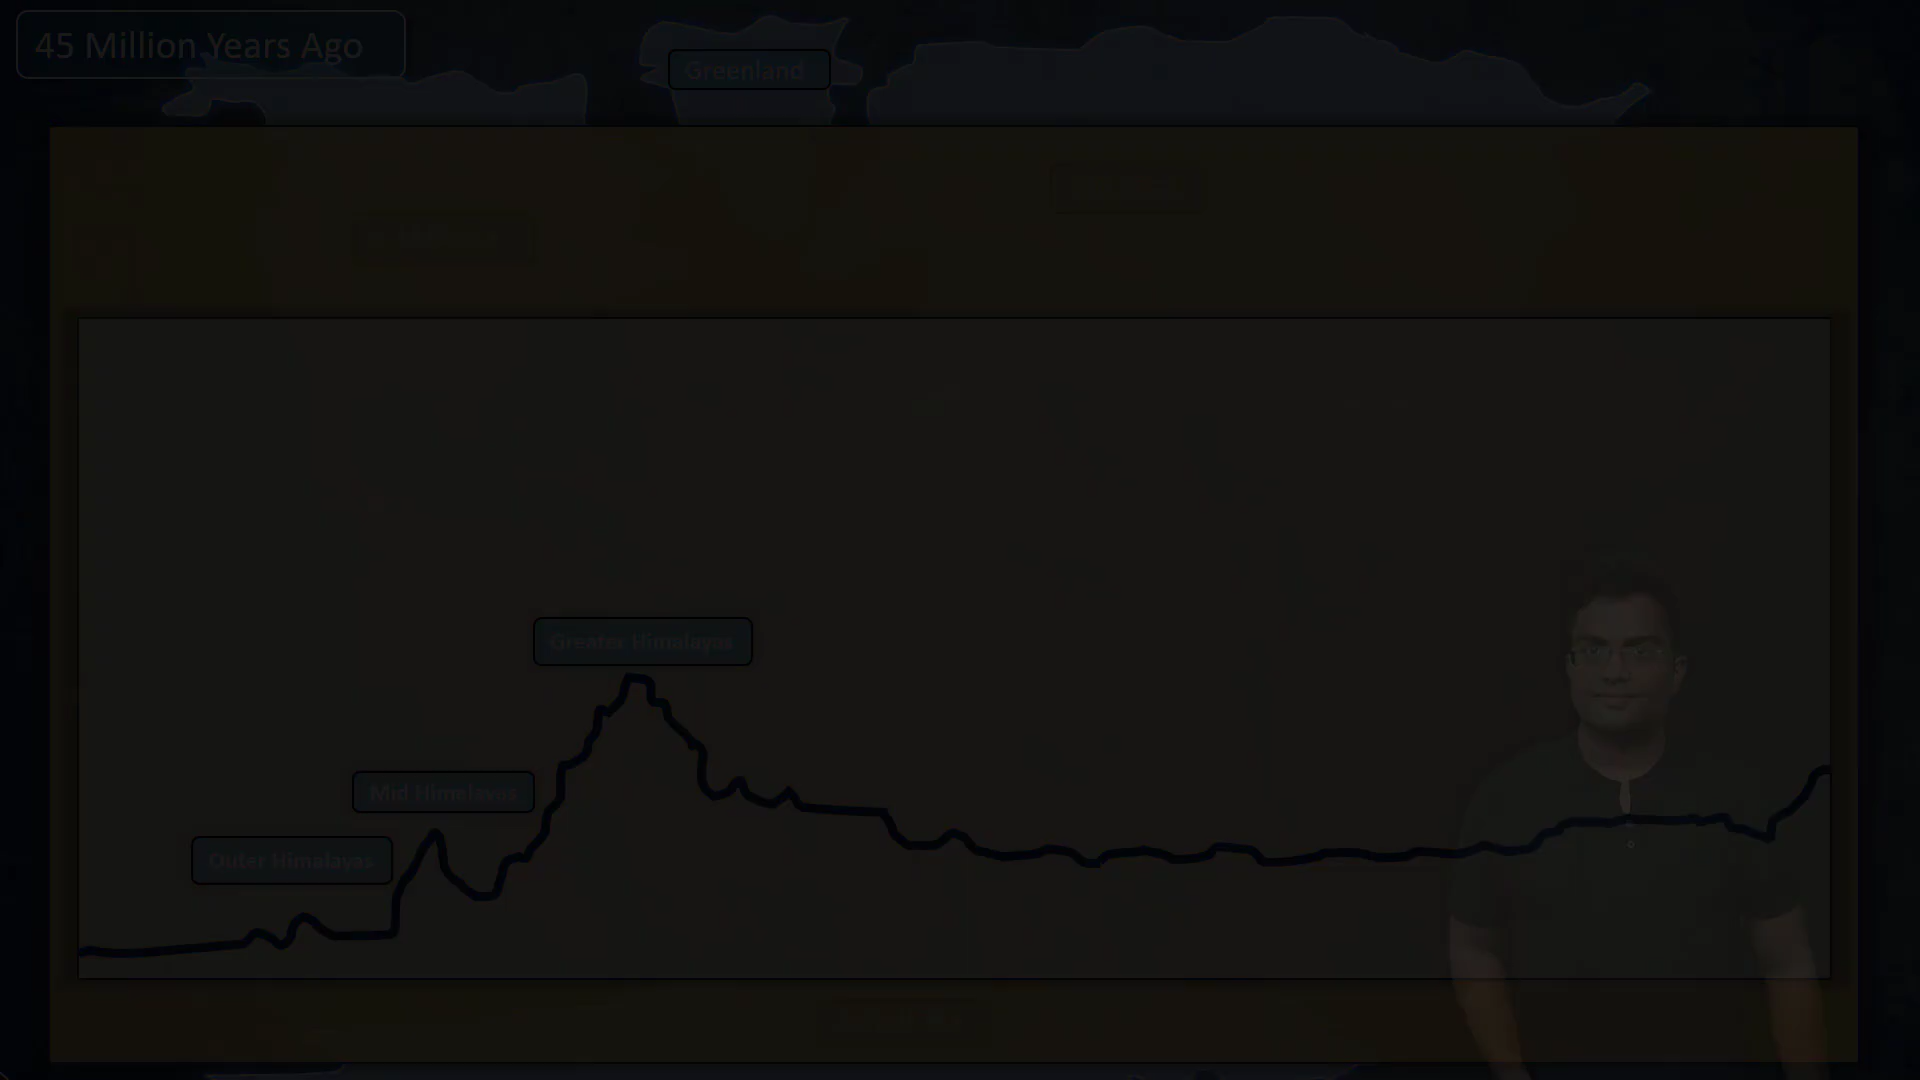 45 Million Years Ago
Greenland
Greater Himalayas
Mid Himalayas
Outer Himalayas